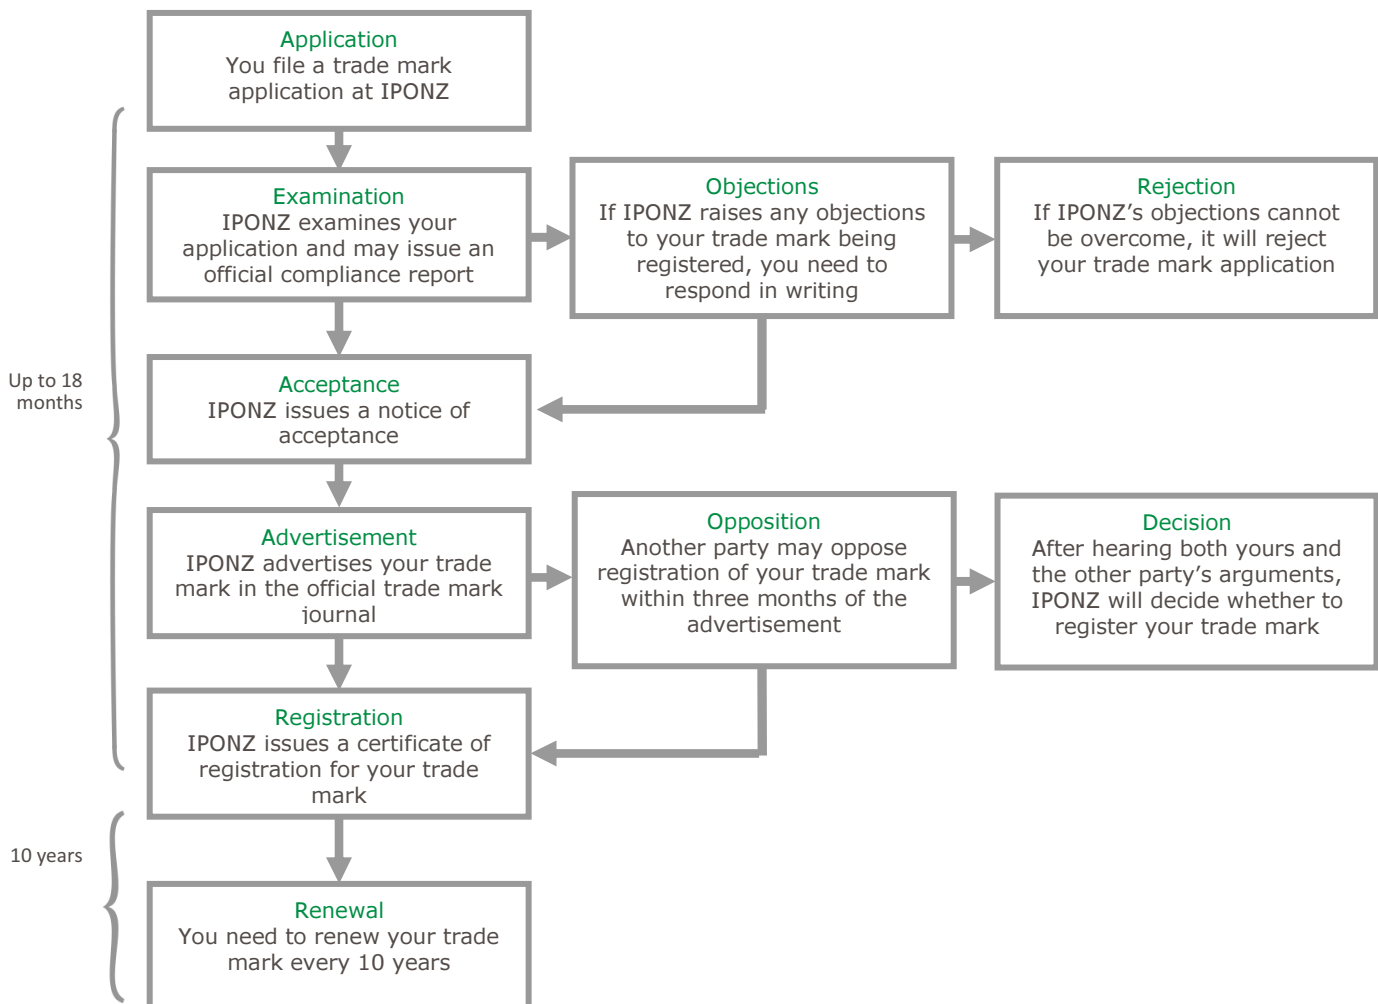 Application
You file a trade mark
application at IPONZ
Examination
IPONZ examines your
application and may issue an
official compliance report
Objections
If IPONZ raises any objections
to your trade mark being
registered, you need to
respond in writing
Rejection
If IPONZ’s objections cannot
be overcome, it will reject
your trade mark application
Up to 18
months
Acceptance
IPONZ issues a notice of
acceptance
Advertisement
IPONZ advertises your trade
mark in the official trade mark
journal
Opposition
Another party may oppose
registration of your trade mark
within three months of the
advertisement
Decision
After hearing both yours and
the other party’s arguments,
IPONZ will decide whether to
register your trade mark
Registration
IPONZ issues a certificate of
registration for your trade
mark
10 years
Renewal
You need to renew your trade
mark every 10 years